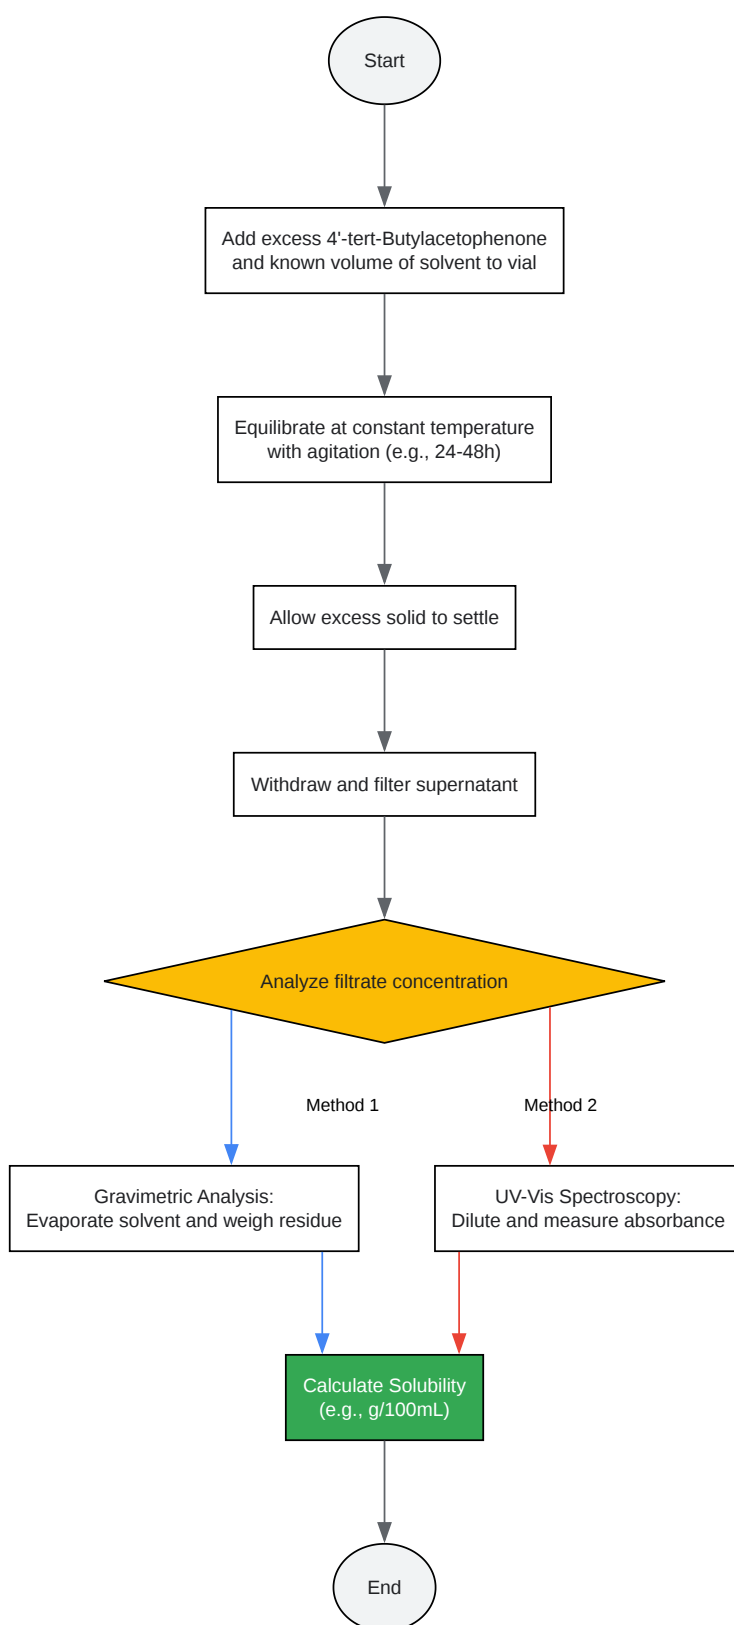 Start
Add excess 4'-tert-Butylacetophenone
and known volume of solvent to vial
Equilibrate at constant temperature
with agitation (e.g., 24-48h)
Allow excess solid to settle
Withdraw and filter supernatant
Analyze filtrate concentration
Method 1
Method 2
Gravimetric Analysis:
Evaporate solvent and weigh residue
UV-Vis Spectroscopy:
Dilute and measure absorbance
Calculate Solubility
(e.g., g/100mL)
End